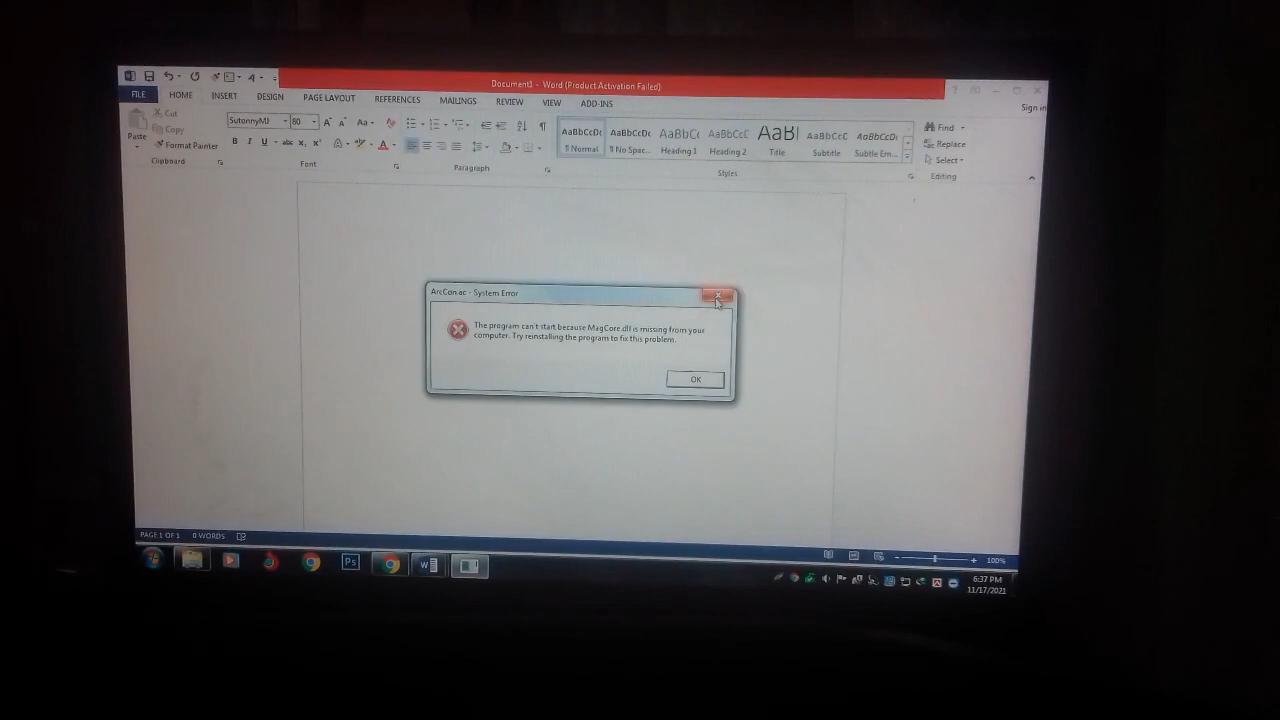 Document1 - Word (Product Activation Failed)
FILE HOME INSERT DESIGN PAGE LAYOUT REFERENCES MAILINGS REVIEW VIEW ADD-INS
Sign in
Paste
Cut
Copy
Format Painter
Clipboard
SutonnyMJ 80
Aa
B I U abc
Font
Paragraph
AaBbCcDc AaBbCcDc AaBbC AaBbCcC AaBl AaBbCcC AaBbCcDi
¶ Normal ¶ No Spac... Heading 1 Heading 2 Title Subtitle Subtle Em...
Styles
Find
Replace
Select
Editing
System Error
The program can't start because MagCore.dll is missing from your
computer. Try reinstalling the program to fix this problem.
OK
PAGE 1 OF 1 0 WORDS
100%
Ps
6:37 PM
11/17/2021